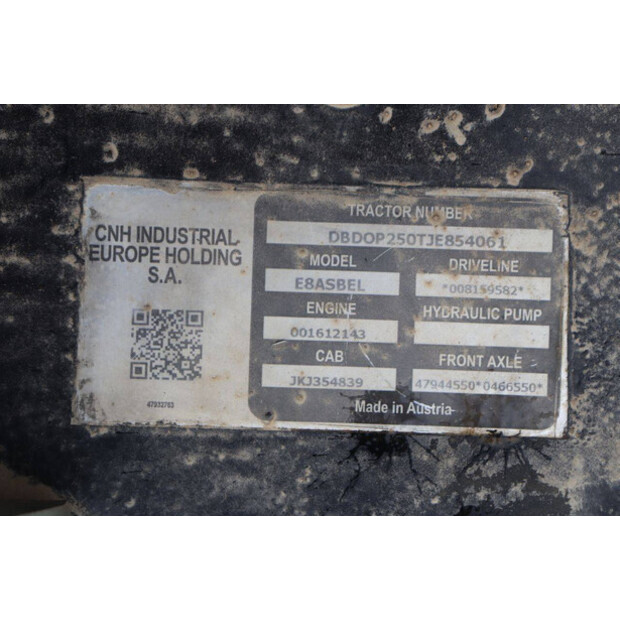 CNH INDUSTRIAL
EUROPE HOLDING
S.A.
47932703
TRACTOR NUMBER
DBDOP250TJE854061
MODEL
E8ASBEL
DRIVELINE
*008159582*
ENGINE
001612143
HYDRAULIC PUMP
CAB
JKJ354839
FRONT AXLE
47944550*0466550*
Made in Austria